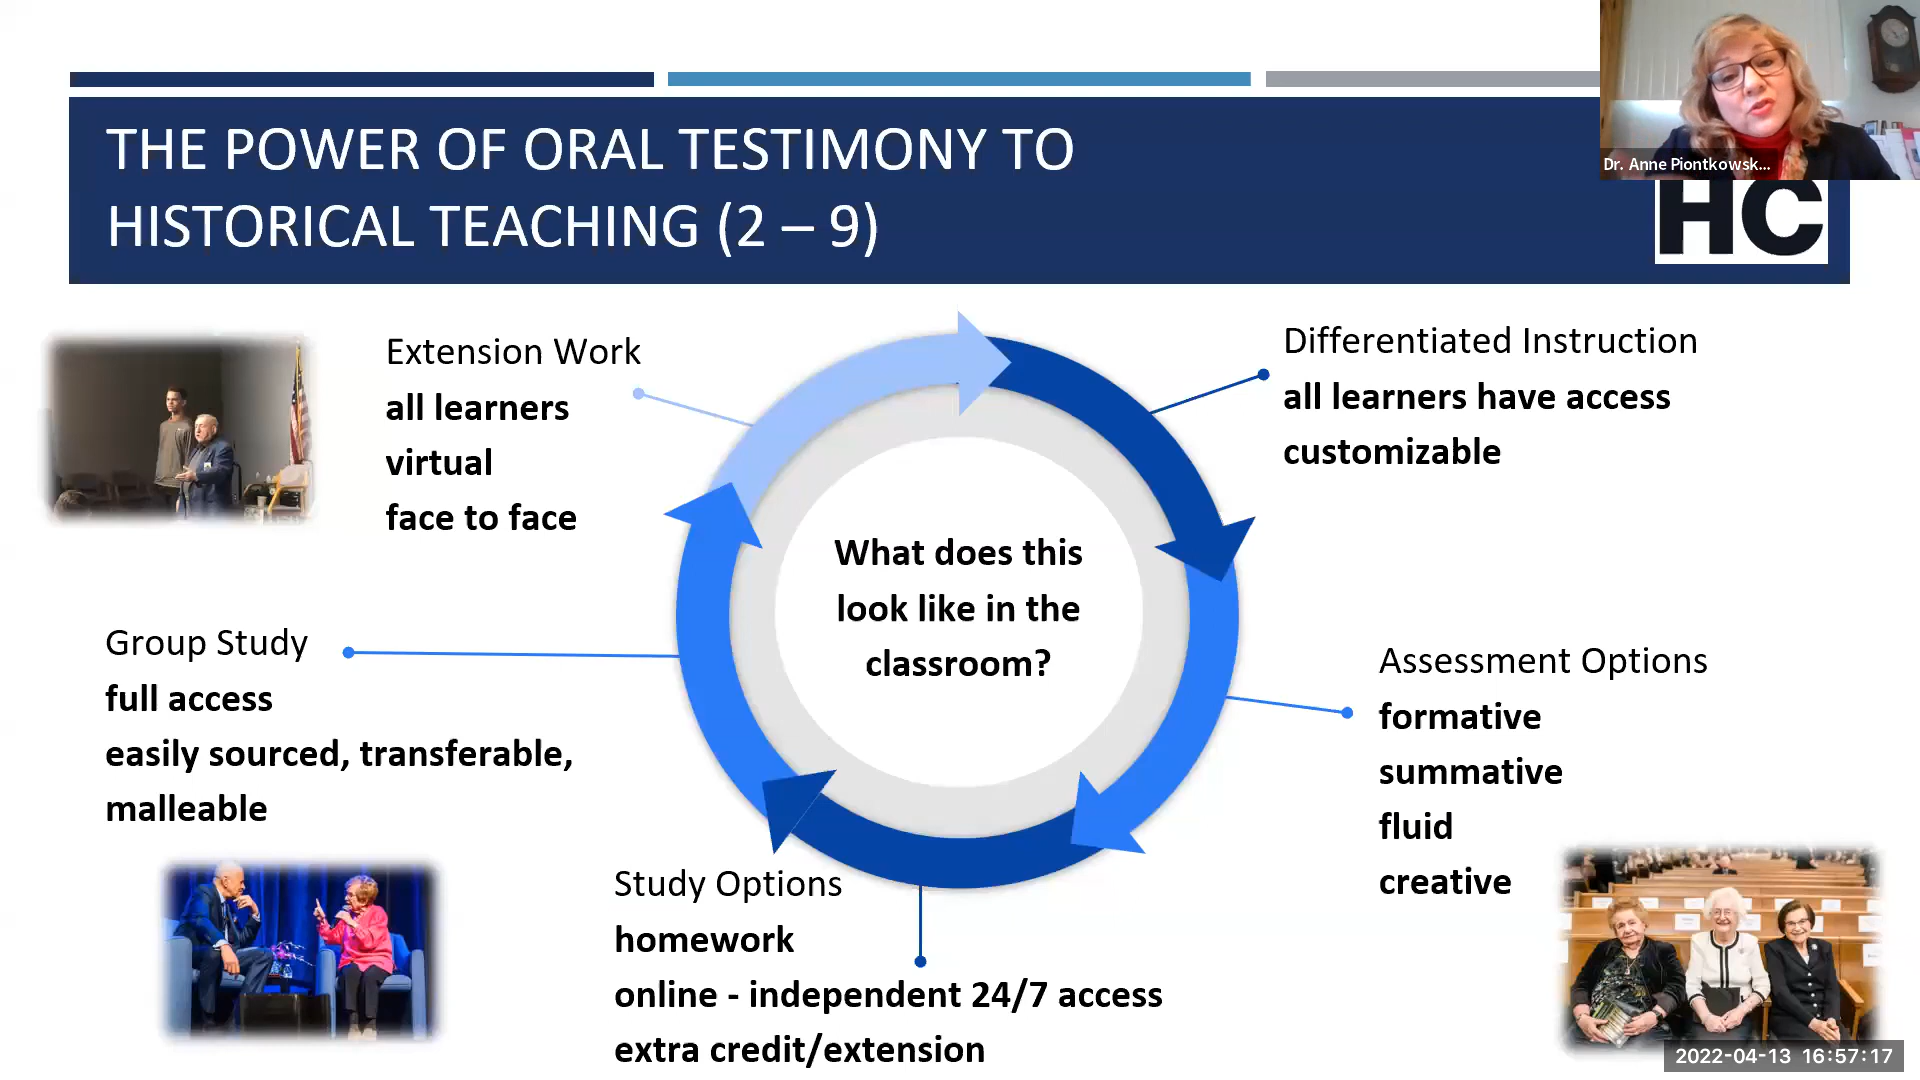 THE POWER OF ORAL TESTIMONY TO
HISTORICAL TEACHING (2 – 9)
Dr. Anne Piontkowsk...
HC
Extension Work
all learners
virtual
face to face
Differentiated Instruction
all learners have access
customizable
What does this
look like in the
classroom?
Group Study
full access
easily sourced, transferable,
malleable
Assessment Options
formative
summative
fluid
creative
Study Options
homework
online - independent 24/7 access
extra credit/extension
2022-04-13 16:57:17